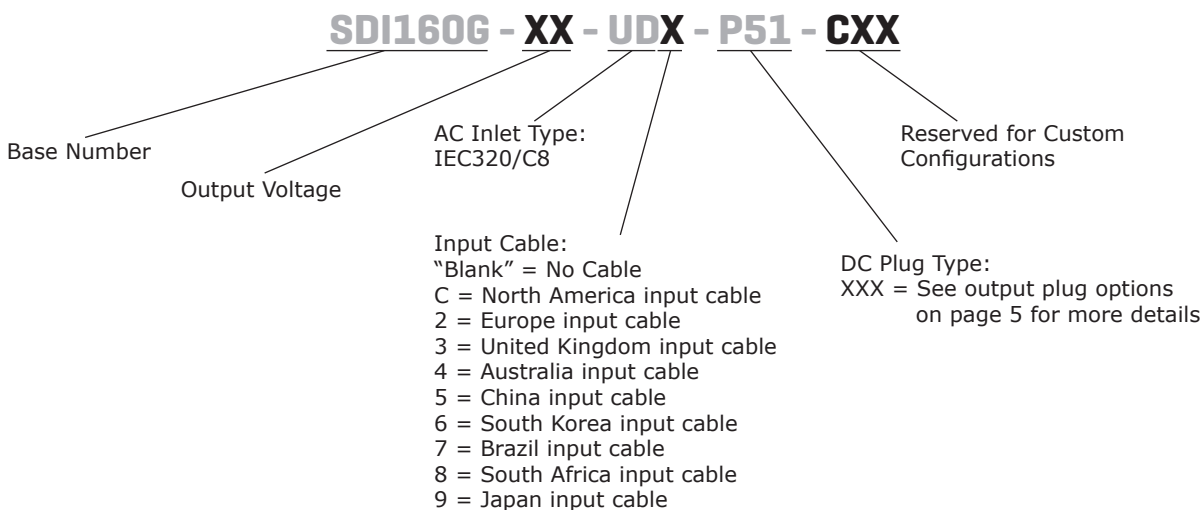 SDI160G - XX - UDX - P51 - CXX
Base Number
Output Voltage
AC Inlet Type:
IEC320/C8
Input Cable:
“Blank” = No Cable
C = North America input cable
2 = Europe input cable
3 = United Kingdom input cable
4 = Australia input cable
5 = China input cable
6 = South Korea input cable
7 = Brazil input cable
8 = South Africa input cable
9 = Japan input cable
DC Plug Type:
XXX = See output plug options
on page 5 for more details
Reserved for Custom
Configurations